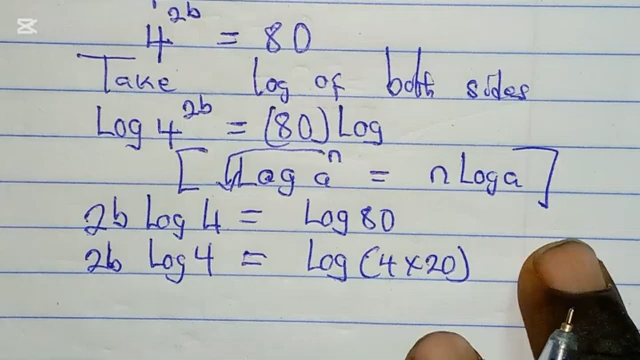 4^2b = 80
Take log of both sides
Log 4^2b = (80) Log
[ Log a^n = n Log a ]
2b log 4 = Log 80
2b log 4 = Log (4 × 20)